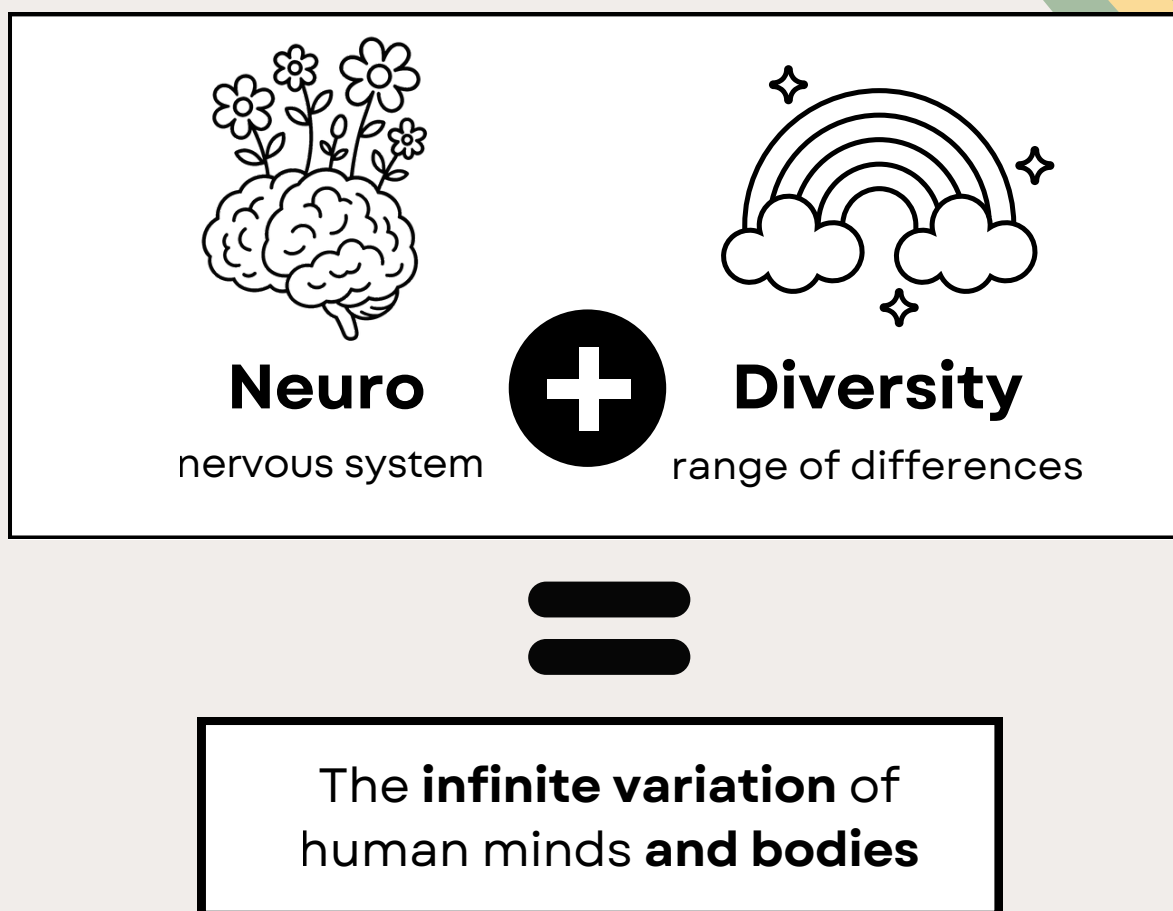 Neuro
Diversity
nervous system
range of differences
The infinite variation of
human minds and bodies